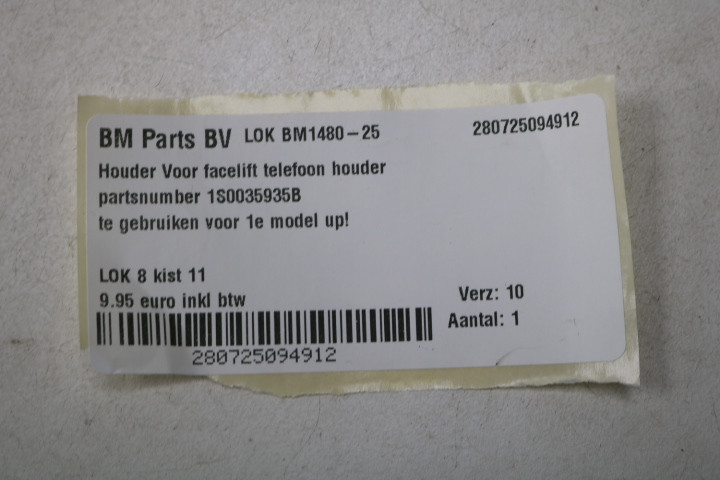 BM Parts BV LOK BM1480-25 280725094912
Houder Voor facelift telefoon houder
partsnumber 1S0035935B
te gebruiken voor 1e model up!
LOK 8 kist 11
9.95 euro inkl btw
Verz: 10
Aantal: 1
280725094912